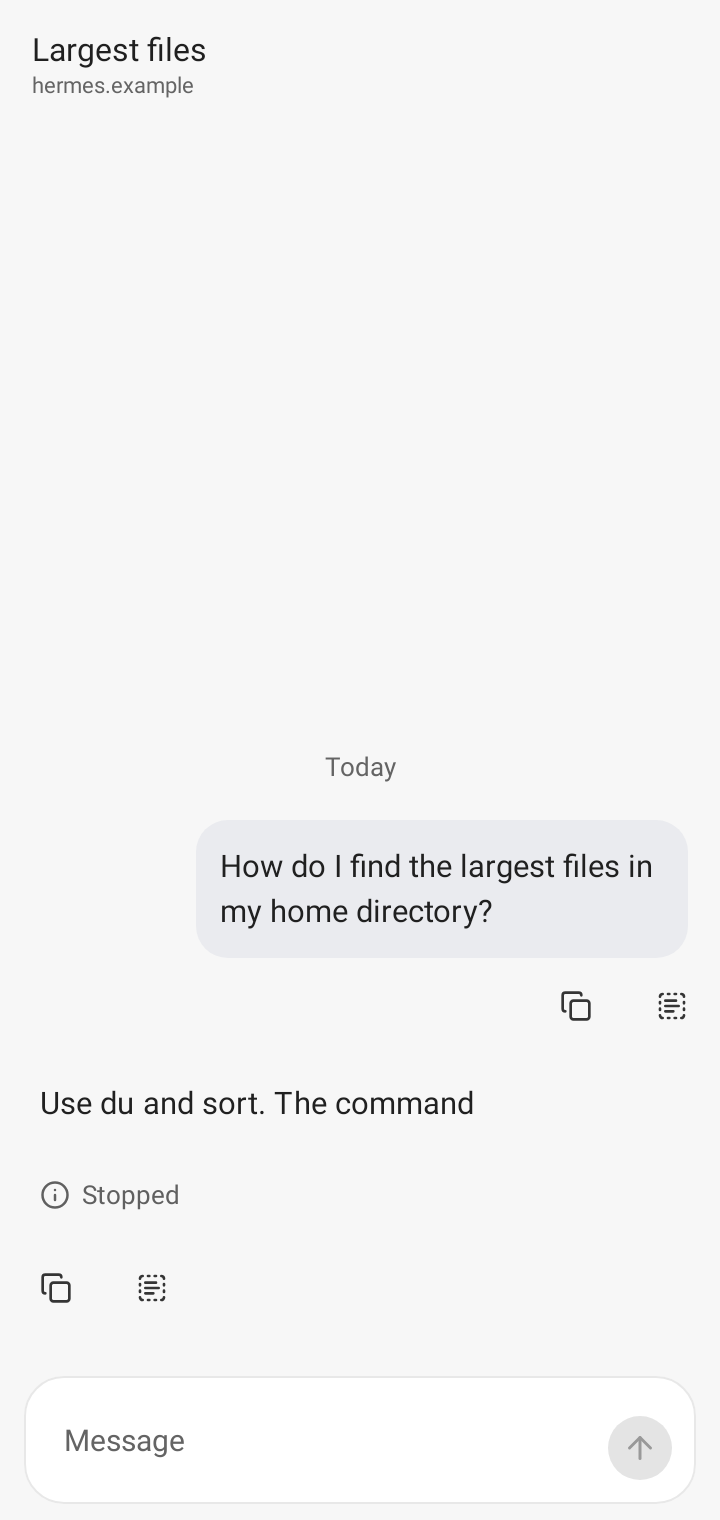 Largest files
hermes.example
Today
How do I find the largest files in
my home directory?
Use du and sort. The command
Stopped
Message